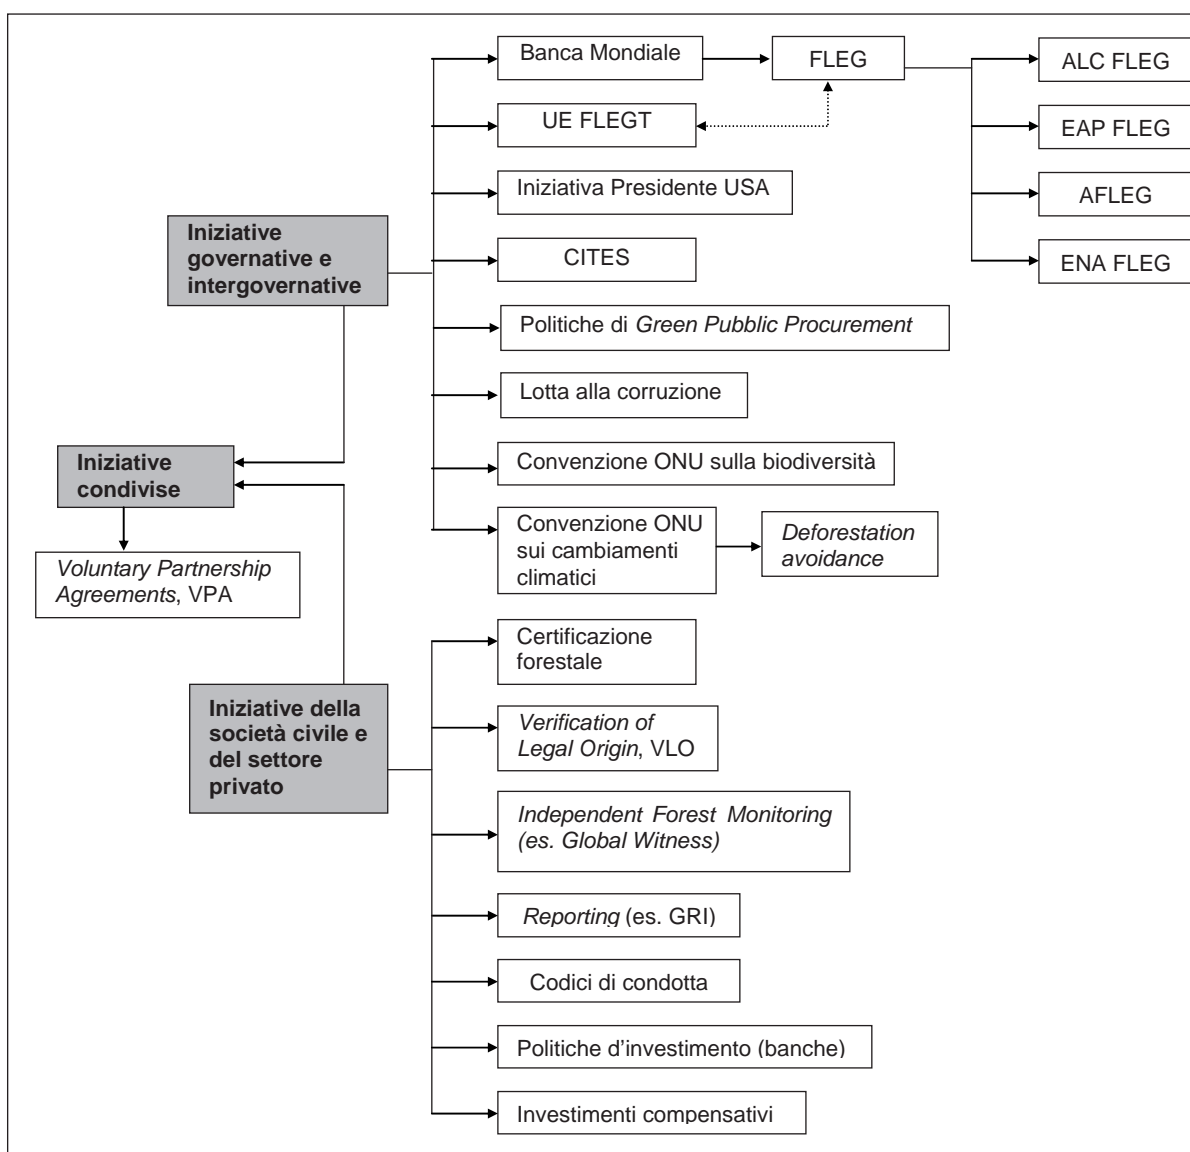 Banca Mondiale
FLEG
ALC FLEG
UE FLEGT
EAP FLEG
Iniziativa Presidente USA
AFLEG
Iniziative
governative e
intergovernative
CITES
ENA FLEG
Politiche di Green Pubblic Procurement
Lotta alla corruzione
Iniziative
condivise
Convenzione ONU sulla biodiversità
Convenzione ONU
sui cambiamenti
climatici
Deforestation
avoidance
Voluntary Partnership
Agreements, VPA
Certificazione
forestale
Iniziative della
società civile e
del settore
privato
Verification of
Legal Origin, VLO
Independent Forest Monitoring
(es. Global Witness)
Reporting (es. GRI)
Codici di condotta
Politiche d'investimento (banche)
Investimenti compensativi